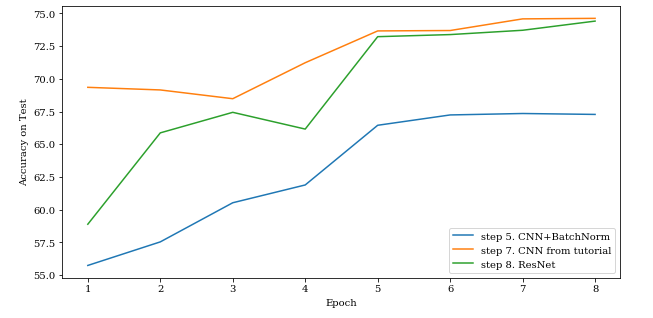 75.0
72.5
70.0
67.5
65.0
62.5
60.0
57.5
55.0
Accuracy on Test
1 2 3 4 5 6 7 8
Epoch
step 5. CNN+BatchNorm
step 7. CNN from tutorial
step 8. ResNet